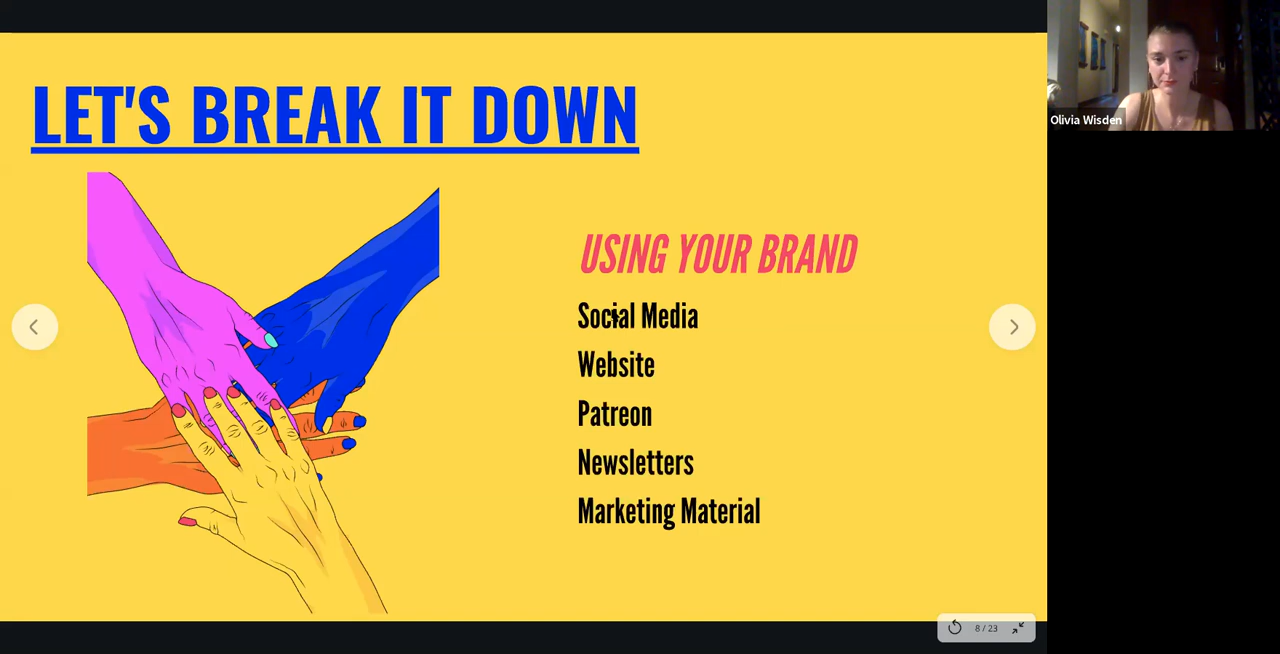 LET'S BREAK IT DOWN
USING YOUR BRAND
Social Media
Website
Patreon
Newsletters
Marketing Material
Olivia Wisden
8 / 23